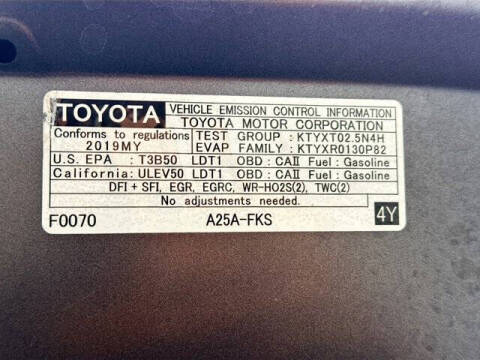 TOYOTA VEHICLE EMISSION CONTROL INFORMATION
TOYOTA MOTOR CORPORATION
Conforms to regulations TEST GROUP : KTYXT02.5N4H
2019MY EVAP FAMILY : KTYXR0130P82
U.S. EPA : T3B50 LDT1 OBD : CAII Fuel : Gasoline
California: ULEV50 LDT1 OBD : CAII Fuel : Gasoline
DFI + SFI, EGR, EGRC, WR-HO2S(2), TWC(2)
No adjustments needed.
F0070 A25A-FKS 4Y